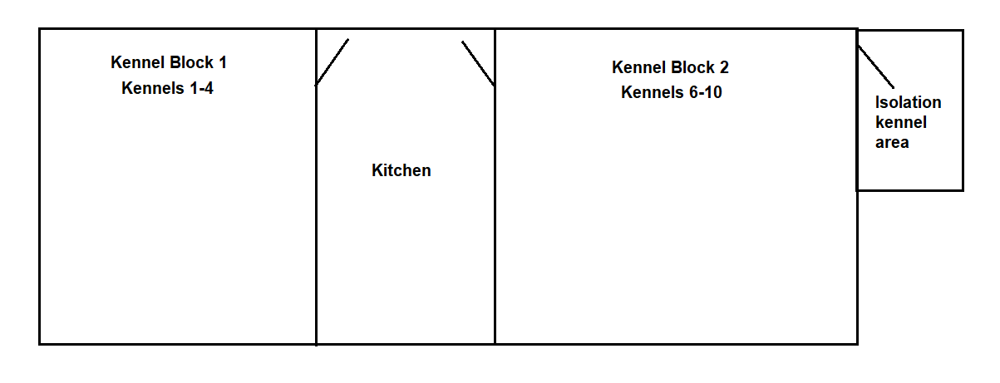 Kennel Block 1
Kennels 1-4
Kitchen
Kennel Block 2
Kennels 6-10
Isolation
kennel
area